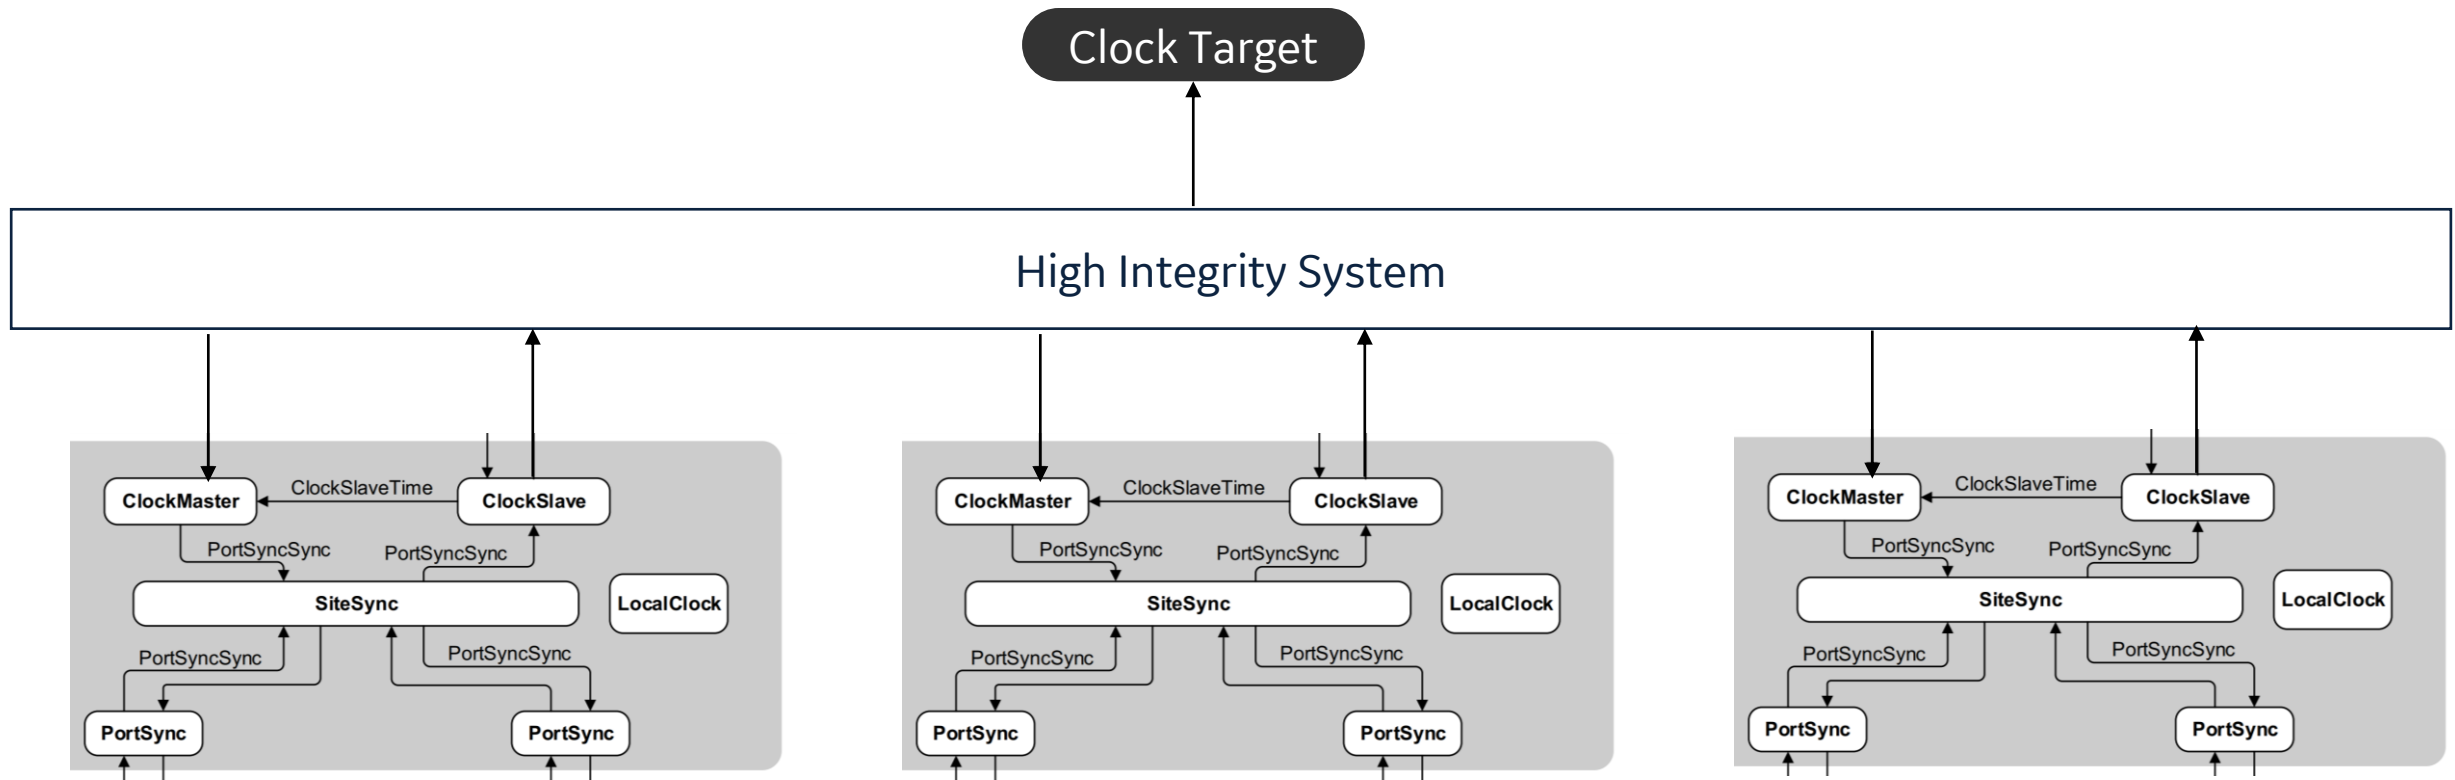 Clock Target
High Integrity System
ClockMaster
ClockSlaveTime
ClockSlave
PortSyncSync
PortSyncSync
SiteSync
LocalClock
PortSyncSync
PortSyncSync
PortSync
PortSync
ClockMaster
ClockSlaveTime
ClockSlave
PortSyncSync
PortSyncSync
SiteSync
LocalClock
PortSyncSync
PortSyncSync
PortSync
PortSync
ClockMaster
ClockSlaveTime
ClockSlave
PortSyncSync
PortSyncSync
SiteSync
LocalClock
PortSyncSync
PortSyncSync
PortSync
PortSync